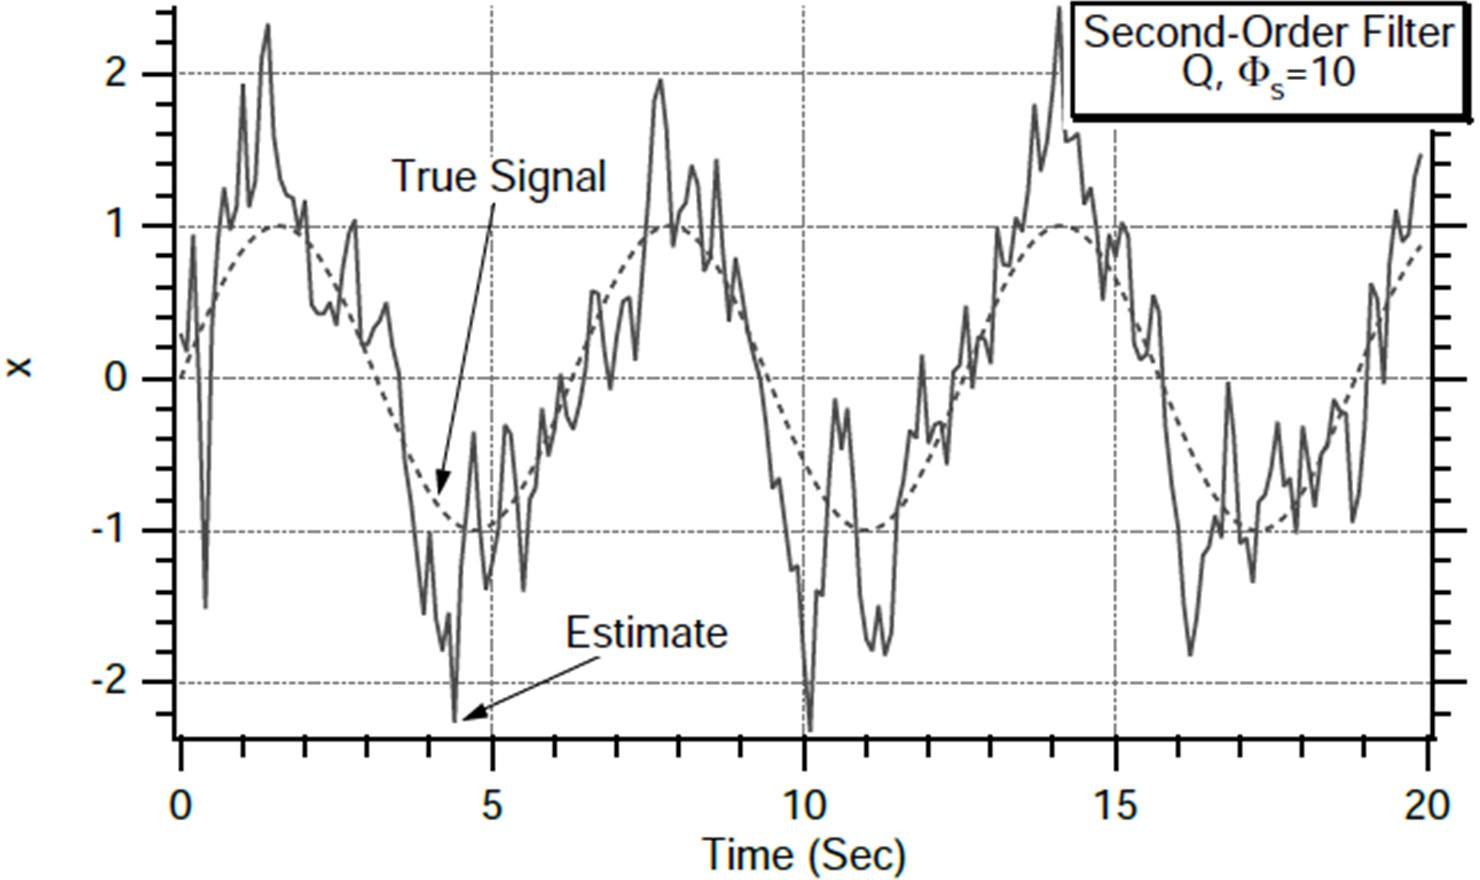 Second-Order Filter
Q, Φs=10
True Signal
Estimate
x
2
1
0
-1
-2
0 5 10 15 20
Time (Sec)